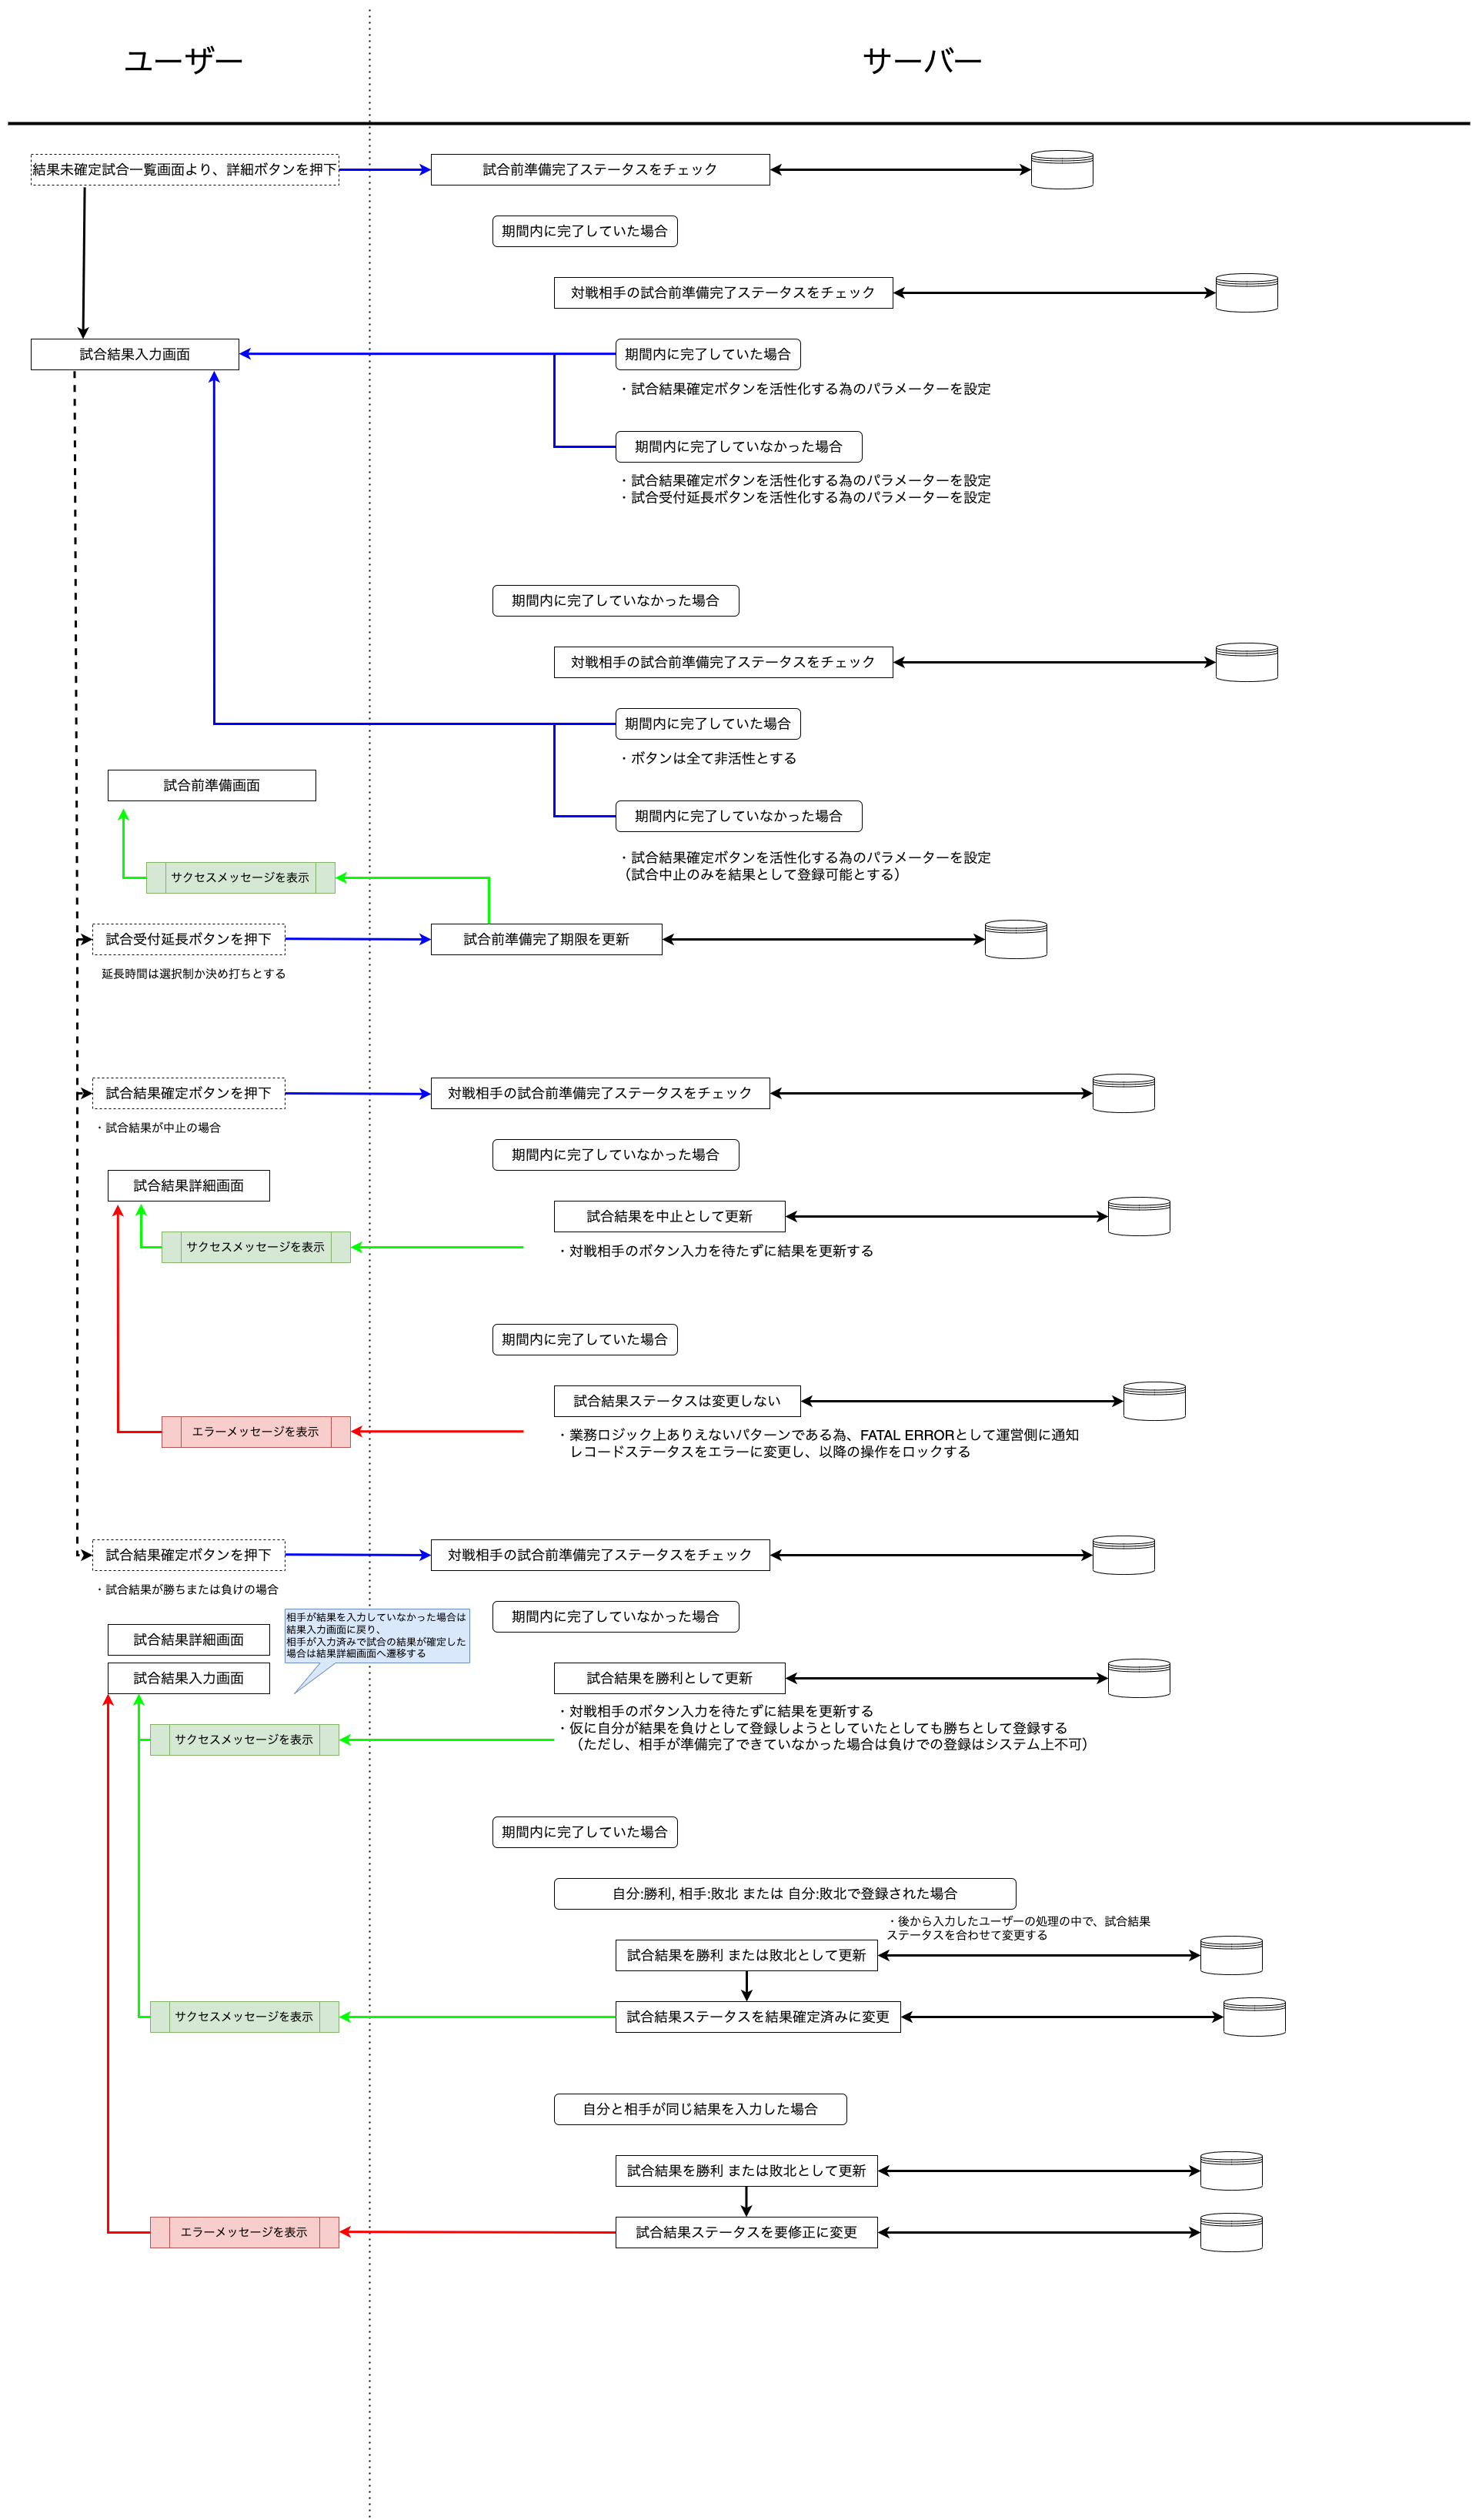 ユーザー
サーバー
結果未確定試合一覧画面より、詳細ボタンを押下
試合前準備完了ステータスをチェック
期間内に完了していた場合
対戦相手の試合前準備完了ステータスをチェック
試合結果入力画面
期間内に完了していた場合
・試合結果確定ボタンを活性化する為のパラメーターを設定
期間内に完了していなかった場合
・試合結果確定ボタンを活性化する為のパラメーターを設定
・試合受付延長ボタンを活性化する為のパラメーターを設定
期間内に完了していなかった場合
対戦相手の試合前準備完了ステータスをチェック
期間内に完了していた場合
・ボタンは全て非活性とする
試合前準備画面
期間内に完了していなかった場合
・試合結果確定ボタンを活性化する為のパラメーターを設定
（試合中止のみを結果として登録可能とする）
サクセスメッセージを表示
試合受付延長ボタンを押下
試合前準備完了期限を更新
延長時間は選択制か決め打ちとする
試合結果確定ボタンを押下
対戦相手の試合前準備完了ステータスをチェック
・試合結果が中止の場合
期間内に完了していなかった場合
試合結果詳細画面
試合結果を中止として更新
サクセスメッセージを表示
・対戦相手のボタン入力を待たずに結果を更新する
期間内に完了していた場合
試合結果ステータスは変更しない
エラーメッセージを表示
・業務ロジック上ありえないパターンである為、FATAL ERRORとして運営側に通知
レコードステータスをエラーに変更し、以降の操作をロックする
試合結果確定ボタンを押下
対戦相手の試合前準備完了ステータスをチェック
・試合結果が勝ちまたは負けの場合
期間内に完了していなかった場合
相手が結果を入力していなかった場合は
結果入力画面に戻り、
相手が入力済みで試合の結果が確定した
場合は結果詳細画面へ遷移する
試合結果詳細画面
試合結果入力画面
試合結果を勝利として更新
・対戦相手のボタン入力を待たずに結果を更新する
・仮に自分が結果を負けとして登録しようとしていたとしても勝ちとして登録する
（ただし、相手が準備完了できていなかった場合は負けでの登録はシステム上不可）
サクセスメッセージを表示
期間内に完了していた場合
自分:勝利, 相手:敗北 または 自分:敗北で登録された場合
・後から入力したユーザーの処理の中で、試合結果
ステータスを合わせて変更する
試合結果を勝利 または敗北として更新
サクセスメッセージを表示
試合結果ステータスを結果確定済みに変更
自分と相手が同じ結果を入力した場合
試合結果を勝利 または敗北として更新
エラーメッセージを表示
試合結果ステータスを要修正に変更